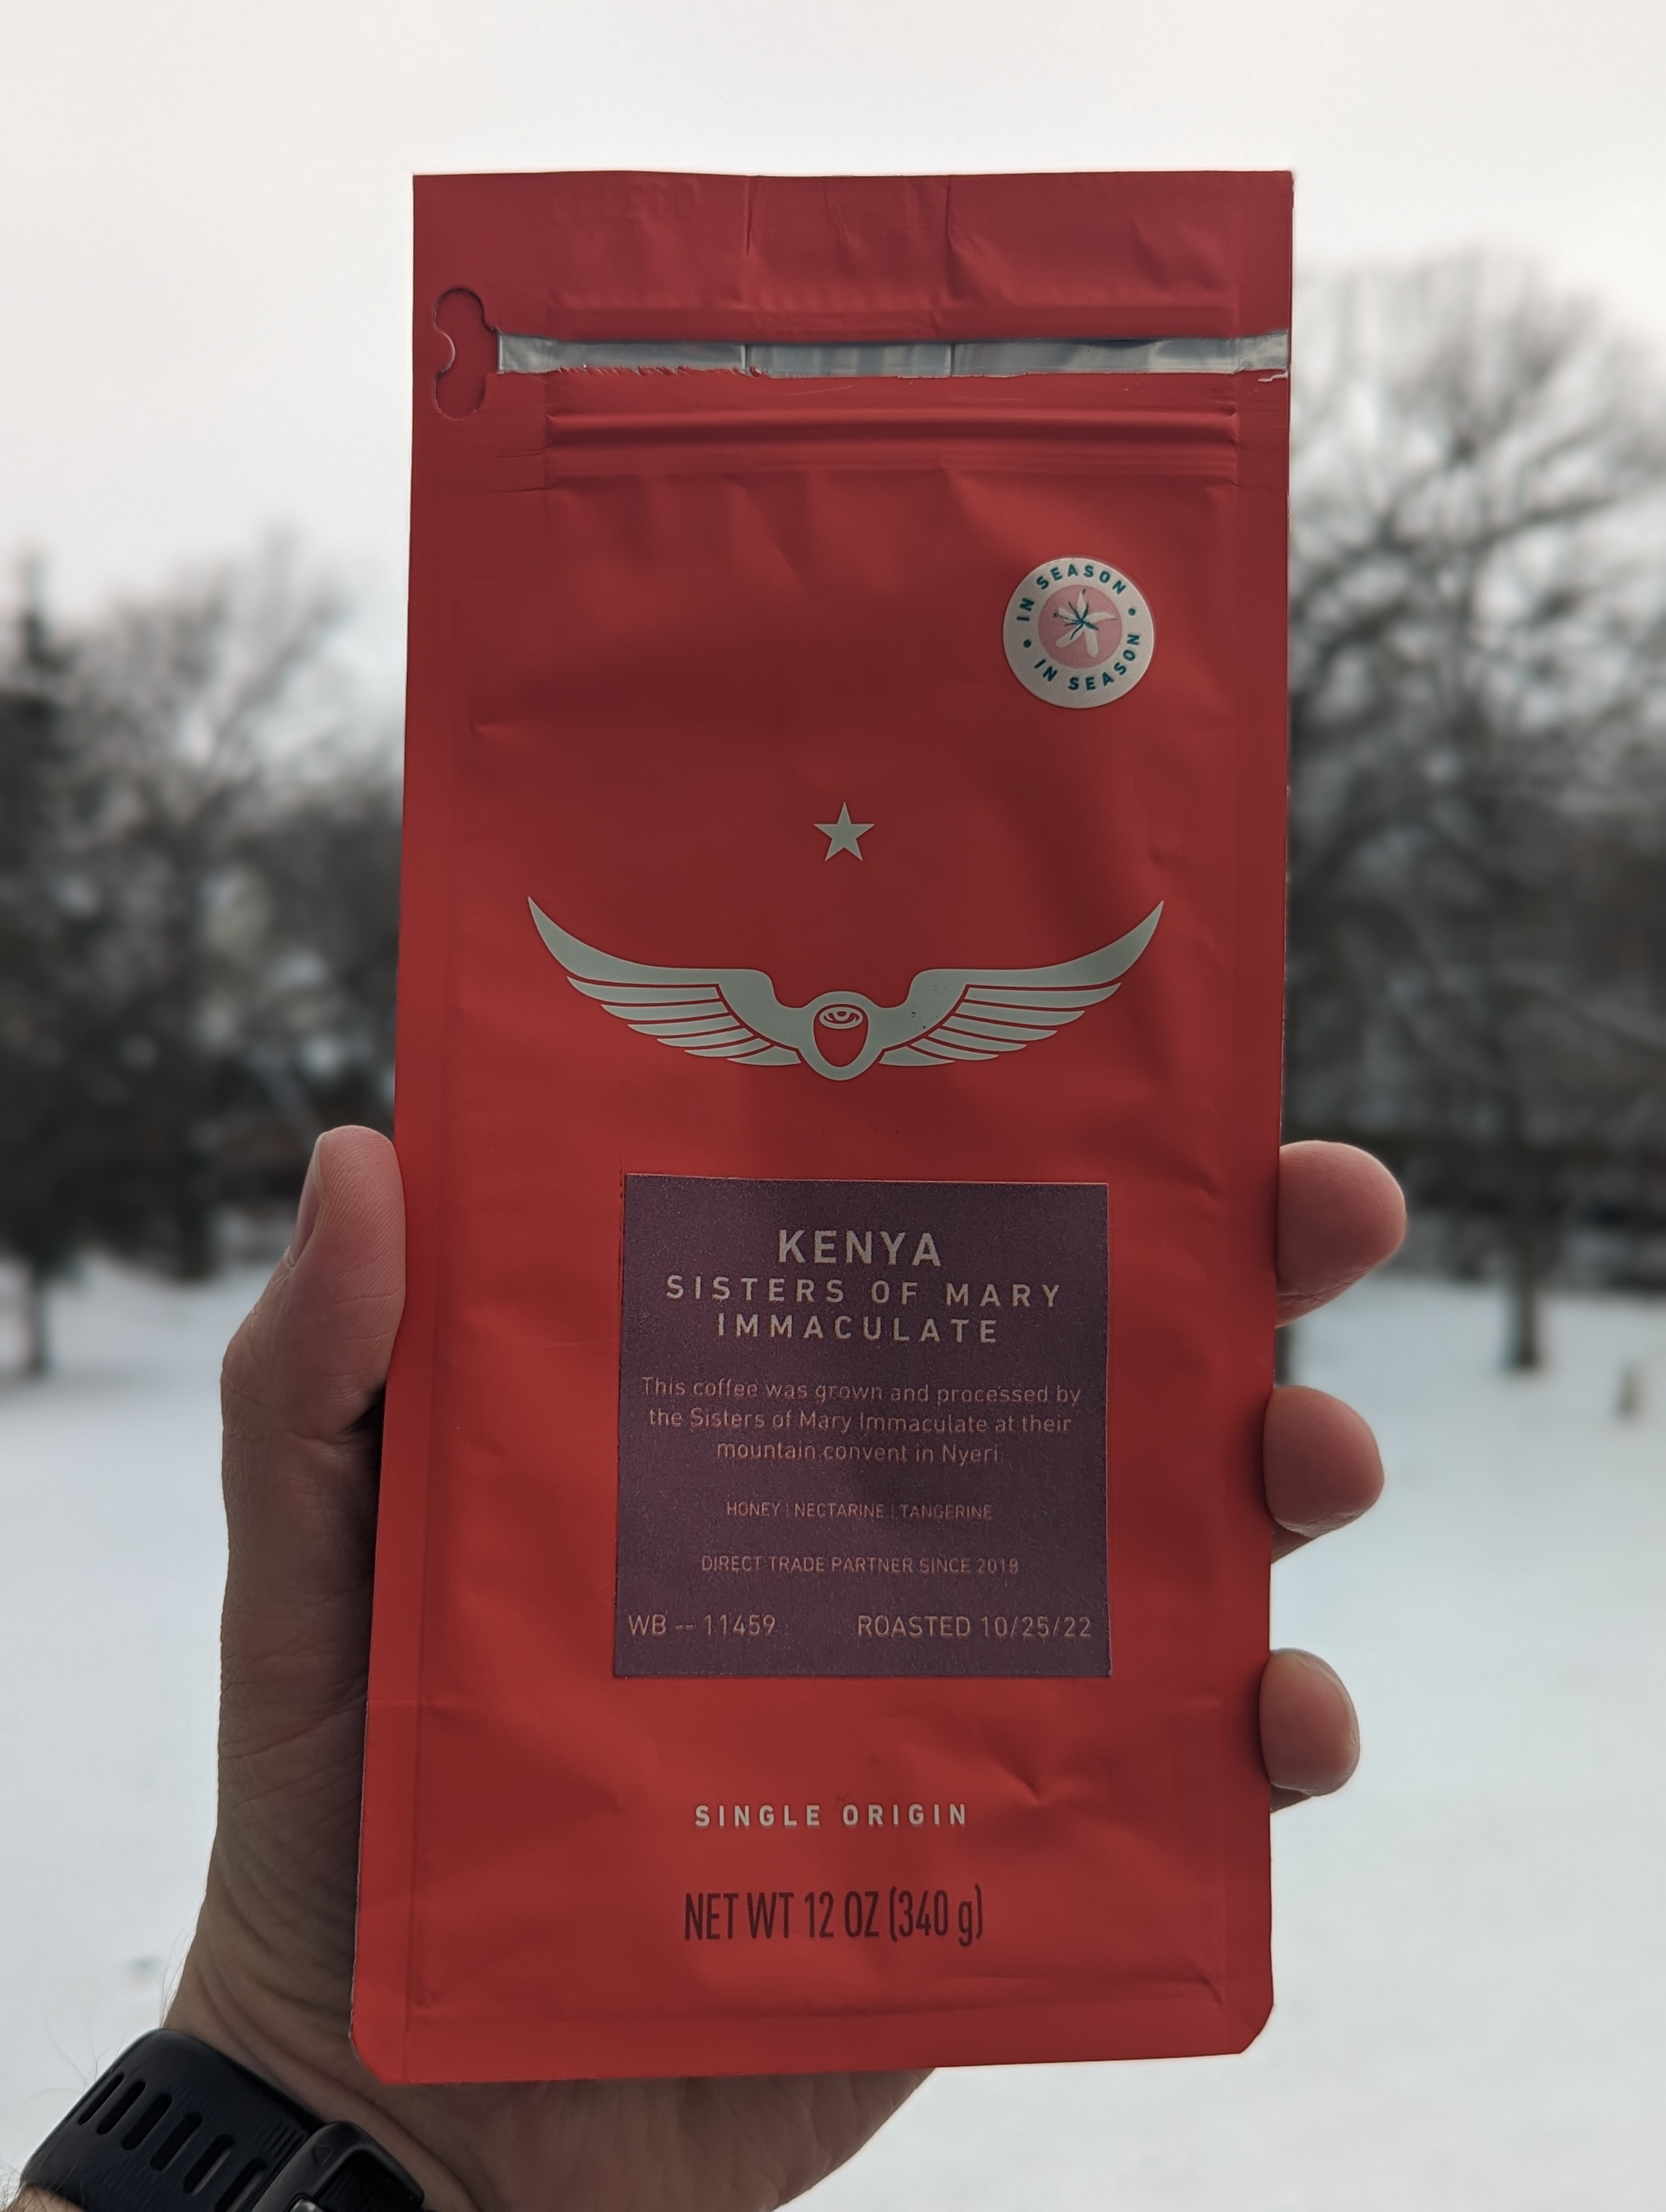 • IN SEASON •
IN SEASON
KENYA
SISTERS OF MARY
IMMACULATE
This coffee was grown and processed by
the Sisters of Mary Immaculate at their
mountain convent in Nyeri
HONEY | NECTARINE | TANGERINE
DIRECT TRADE PARTNER SINCE 2018
WB -- 11459 ROASTED 10/25/22
SINGLE ORIGIN
NET WT 12 OZ (340 g)